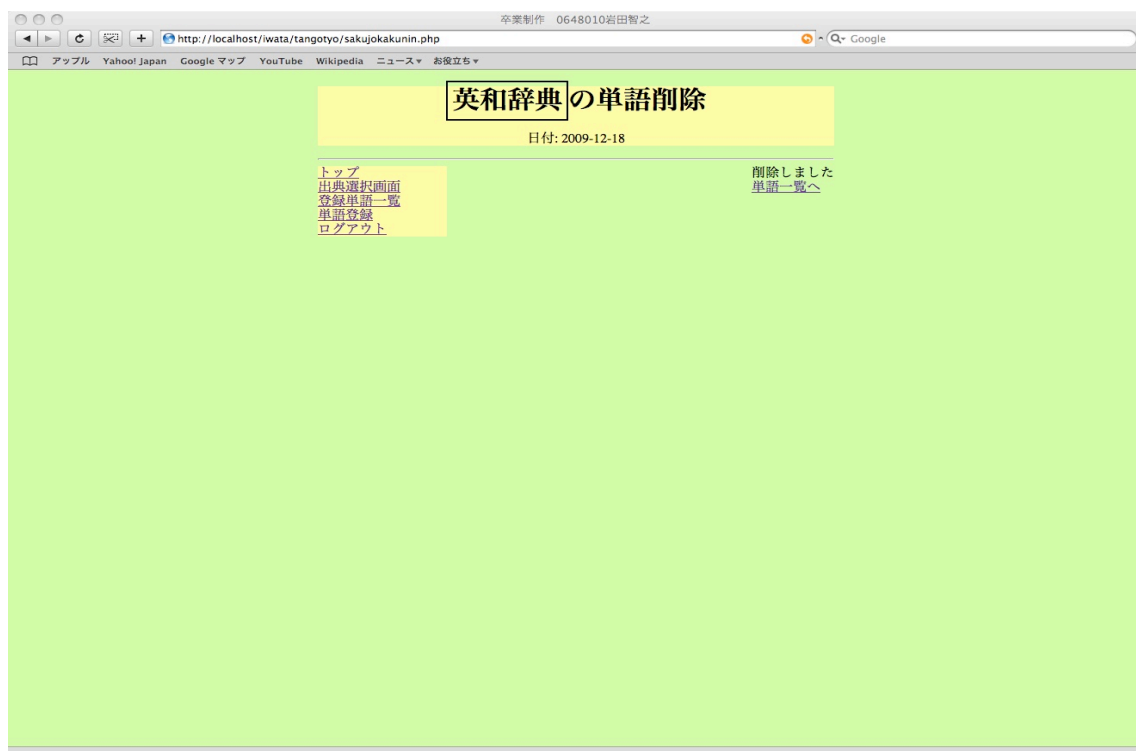 卒業制作　0648010岩田智之
http://localhost/iwata/tangotyo/sakujokakunin.php
Google
アップル Yahoo! Japan Google マップ YouTube Wikipedia ニュース▾ お役立ち▾
英和辞典の単語削除
日付: 2009-12-18
トップ
出典選択画面
登録単語一覧
単語登録
ログアウト
削除しました
単語一覧へ